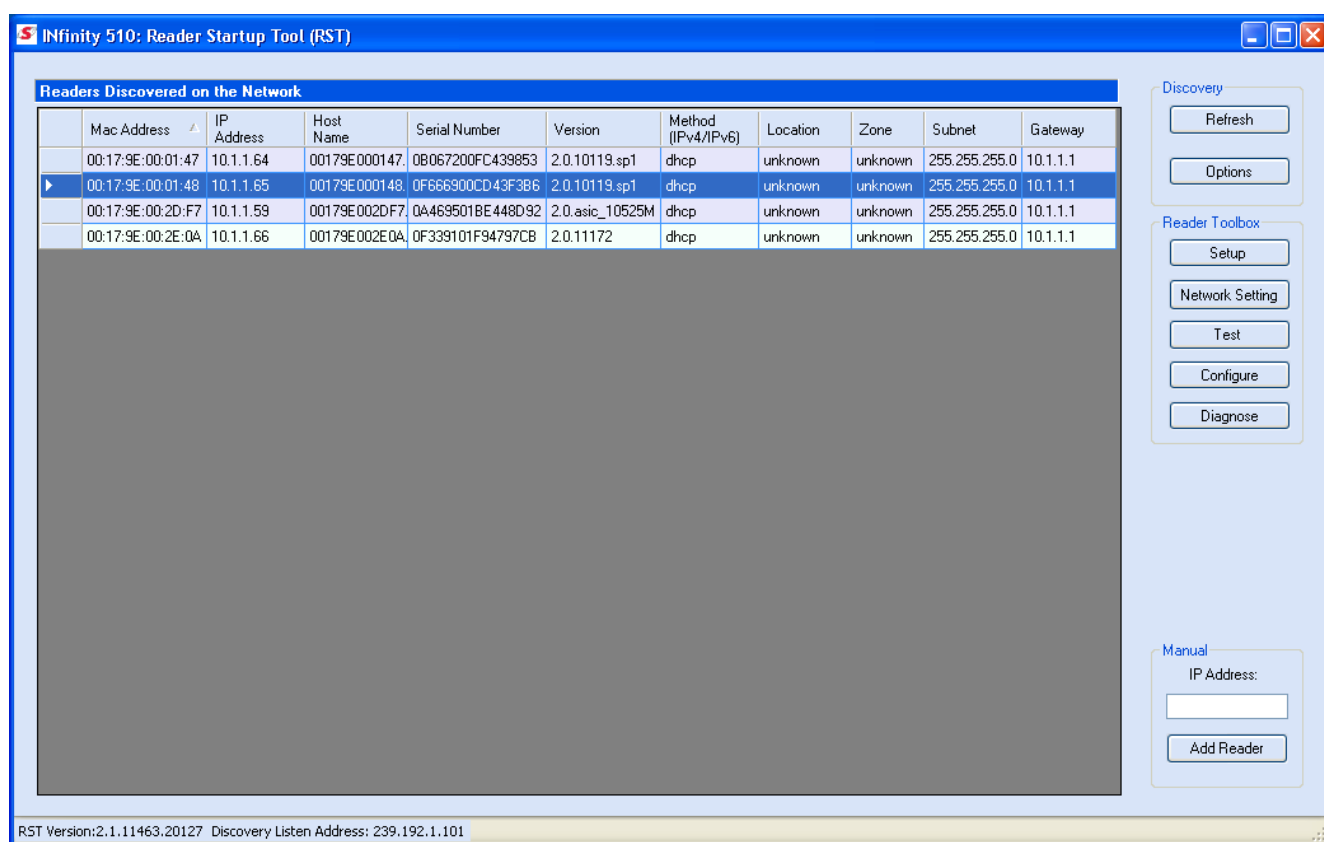 INfinity 510: Reader Startup Tool (RST)
Readers Discovered on the Network
Mac Address IP Address Host Name Serial Number Version Method (IPv4/IPv6) Location Zone Subnet Gateway
00:17:9E:00:01:47 10.1.1.64 00179E000147. 0B067200FC439853 2.0.10119.sp1 dhcp unknown unknown 255.255.255.0 10.1.1.1
00:17:9E:00:01:48 10.1.1.65 00179E000148. 0F666900CD43F3B6 2.0.10119.sp1 dhcp unknown unknown 255.255.255.0 10.1.1.1
00:17:9E:00:2D:F7 10.1.1.59 00179E002DF7. 0A469501BE448D92 2.0.asic_10525M dhcp unknown unknown 255.255.255.0 10.1.1.1
00:17:9E:00:2E:0A 10.1.1.66 00179E002E0A. 0F339101F94797CB 2.0.11172 dhcp unknown unknown 255.255.255.0 10.1.1.1
Discovery
Refresh
Options
Reader Toolbox
Setup
Network Setting
Test
Configure
Diagnose
Manual
IP Address:
Add Reader
RST Version:2.1.11463.20127 Discovery Listen Address: 239.192.1.101